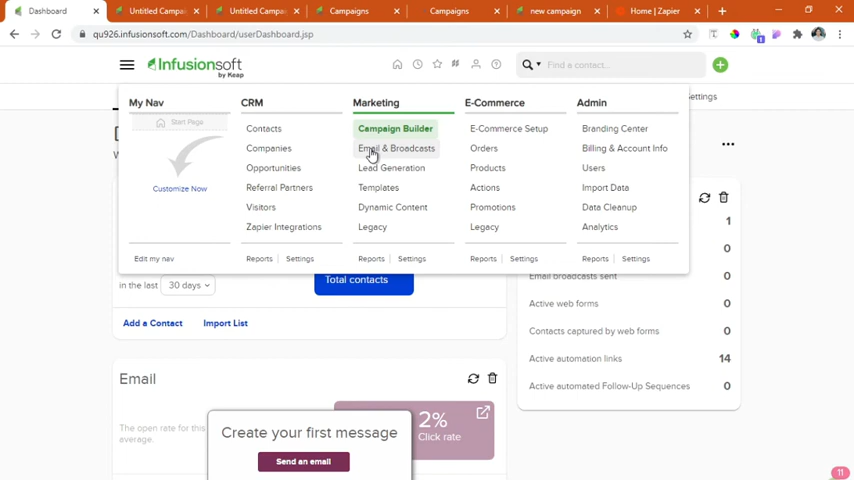 Dashboard
Untitled Campai
Untitled Campai
Campaigns
Campaigns
new campaign
Home | Zapier
qu926.infusionsoft.com/Dashboard/userDashboard.jsp
1
Infusionsoft
by Keap
Find a contact...
ettings
My Nav
CRM
Marketing
E-Commerce
Admin
Start Page
Customize Now
Edit my nav
Contacts
Companies
Opportunities
Referral Partners
Visitors
Zapier Integrations
Reports
Settings
Campaign Builder
Email & Broadcasts
Lead Generation
Templates
Dynamic Content
Legacy
Reports
Settings
E-Commerce Setup
Orders
Products
Actions
Promotions
Legacy
Reports
Settings
Branding Center
Billing & Account Info
Users
Import Data
Data Cleanup
Analytics
Reports
Settings
in the last
30 days
Total contacts
Add a Contact
Import List
1
0
Email broadcasts sent
0
Active web forms
0
Contacts captured by web forms
0
Active automation links
14
Active automated Follow-Up Sequences
0
Email
The open rate for this
average.
2%
Click rate
Create your first message
Send an email
11